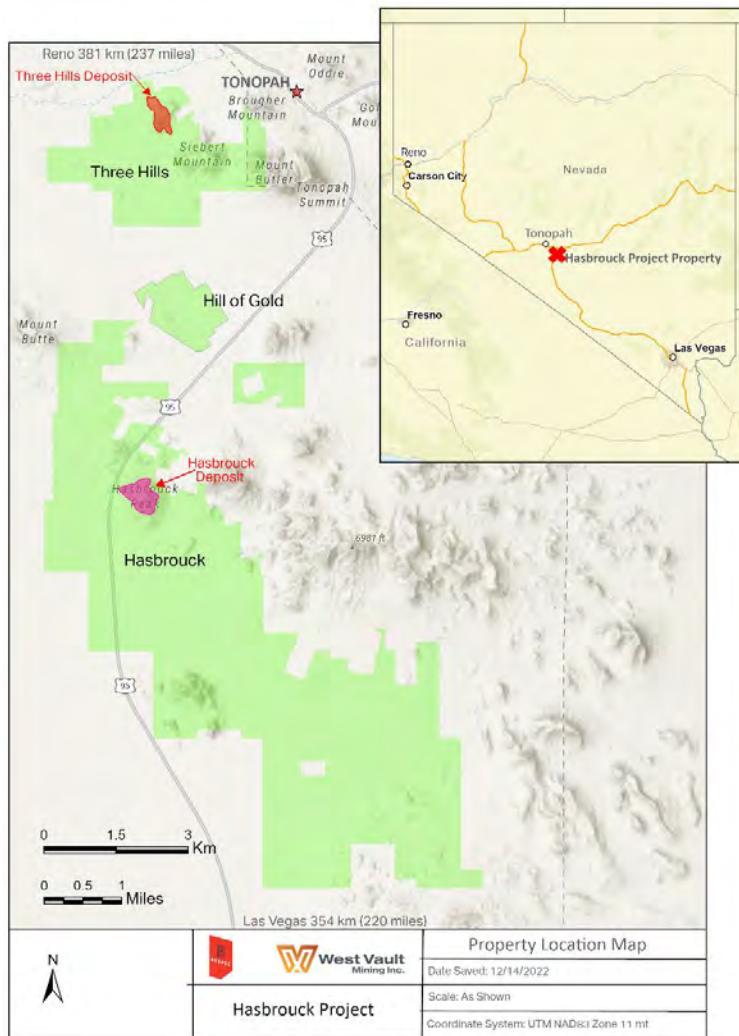 Reno 381 km (237 miles)
Three Hills Deposit
TONOPAH
Mount
Oddie
Brougher
Mountain
Siebert
Mountain
Three Hills
Mount
Butler
Tonopah
Summit
95
Hill of Gold
Mount
Butte
95
Hasbrouck
Deposit
Hasbrouck
Peak
6981 ft
Hasbrouck
95
0 1.5 3
Km
0 0.5 1
Miles
Las Vegas 354 km (220 miles)
Reno
Carson City
Nevada
Tonopah
Hasbrouck Project Property
Fresno
California
Las Vegas
N
West Vault
Mining Inc.
Hasbrouck Project
Property Location Map
Date Saved: 12/14/2022
Scale: As Shown
Coordinate System: UTM NAD83 Zone 11 mt